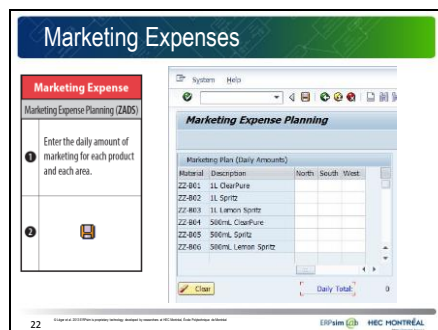 Marketing Expenses
Marketing Expense
Marketing Expense Planning (ZADS)
1 Enter the daily amount of
marketing for each product
and each area.
2
System Help
Marketing Expense Planning
Marketing Plan (Daily Amounts)
Material Description North South West
ZZ-B01 1L ClearPure
ZZ-B02 1L Spritz
ZZ-B03 1L Lemon Spritz
ZZ-B04 500mL ClearPure
ZZ-B05 500mL Spritz
ZZ-B06 500mL Lemon Spritz
Clear Daily Total: 0
22
ERPsim Lab HEC MONTRÉAL